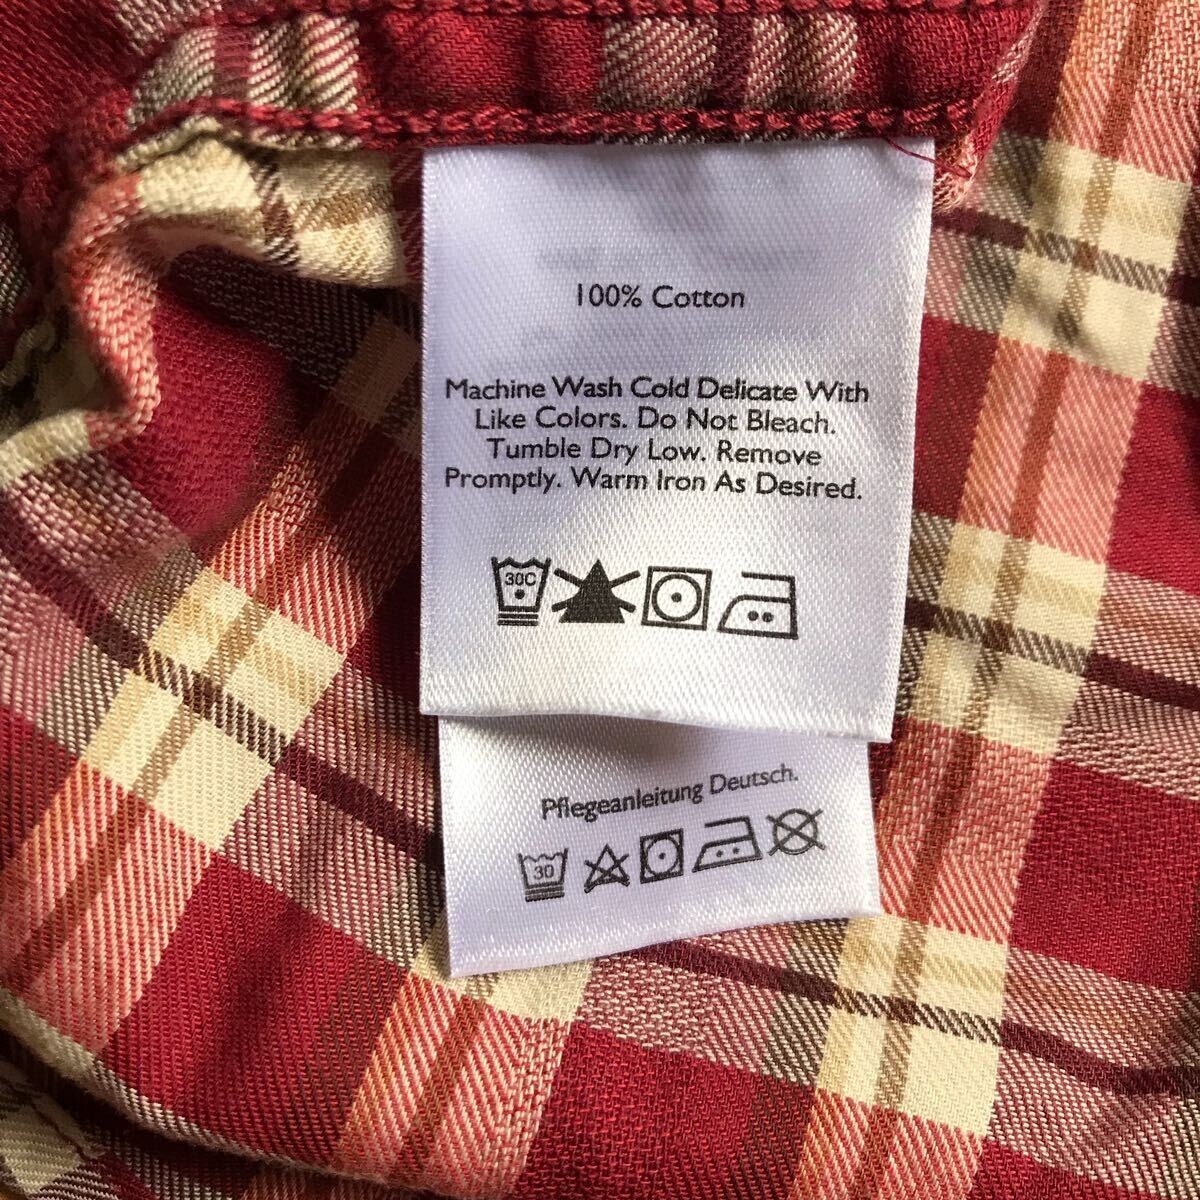 100% Cotton
Machine Wash Cold Delicate With
Like Colors. Do Not Bleach.
Tumble Dry Low. Remove
Promptly. Warm Iron As Desired.
30C
Pflegeanleitung Deutsch.
30